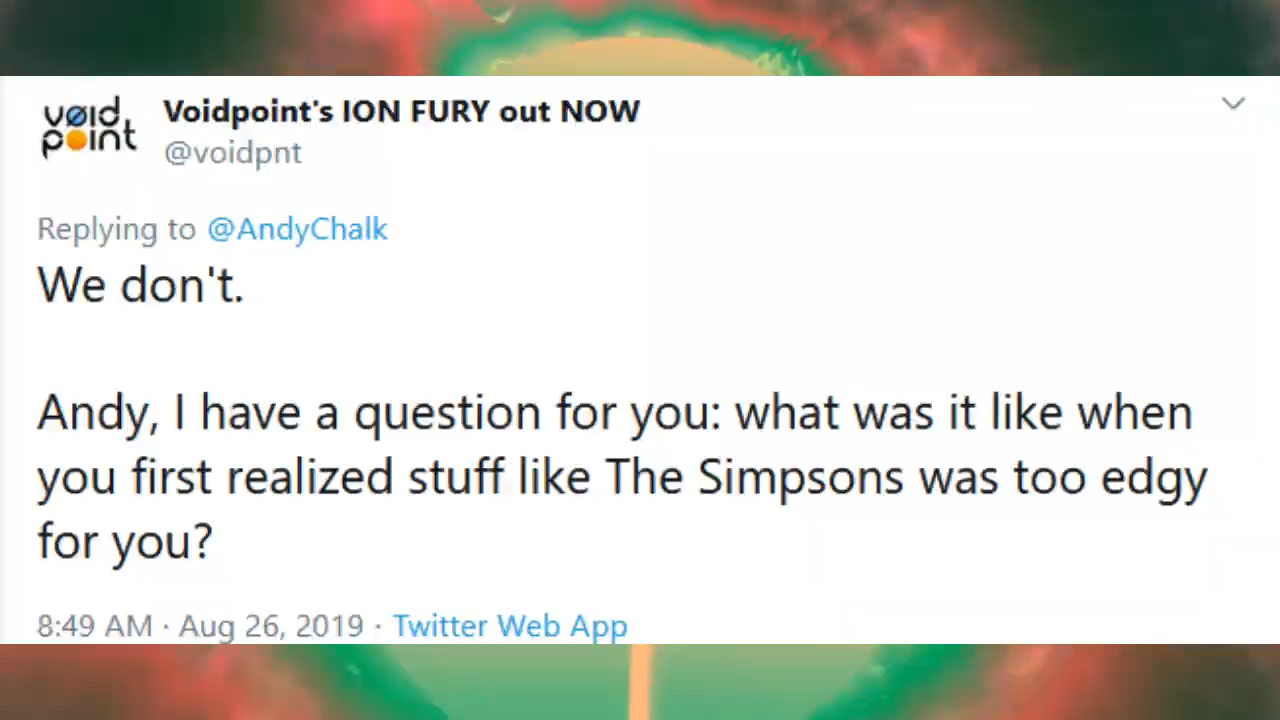 vøid
point
Voidpoint's ION FURY out NOW
@voidpnt
Replying to @AndyChalk
We don't.
Andy, I have a question for you: what was it like when
you first realized stuff like The Simpsons was too edgy
for you?
8:49 AM · Aug 26, 2019 · Twitter Web App